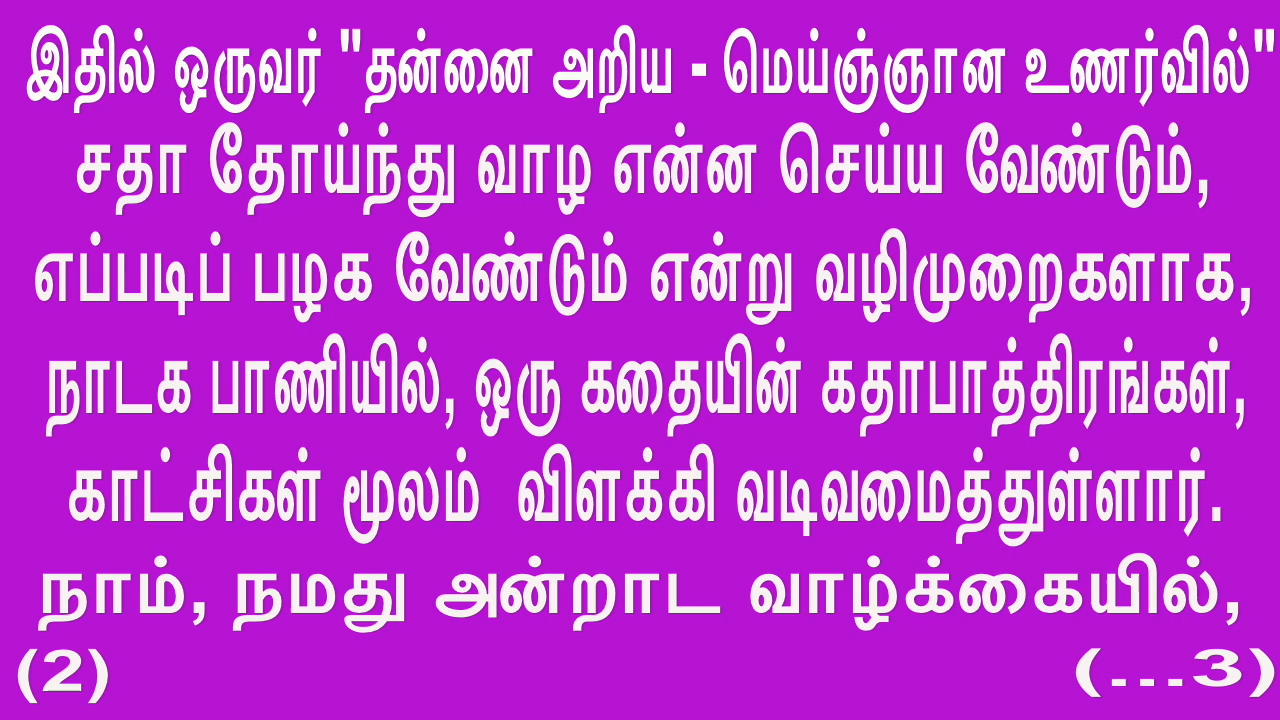 இதில் ஒருவர் "தன்னை அறிய - மெய்ஞ்ஞான உணர்வில்"
சதா தோய்ந்து வாழ என்ன செய்ய வேண்டும்,
எப்படிப் பழக வேண்டும் என்று வழிமுறைகளாக,
நாடக பாணியில், ஒரு கதையின் கதாபாத்திரங்கள்,
காட்சிகள் மூலம் விளக்கி வடிவமைத்துள்ளார்.
நாம், நமது அன்றாட வாழ்க்கையில்,
(2) (...3)